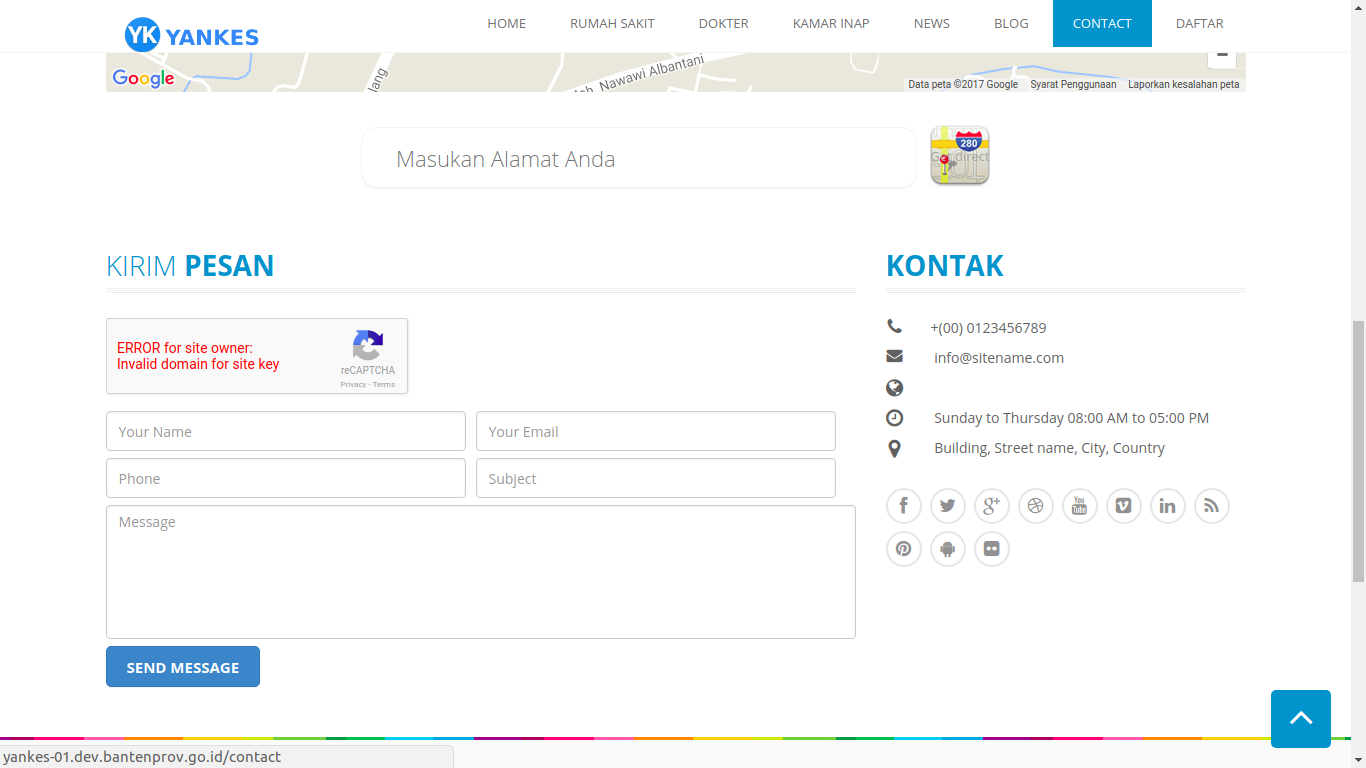 YK YANKES
HOME RUMAH SAKIT DOKTER KAMAR INAP NEWS BLOG CONTACT DAFTAR
Nawawi Albantani
Google
Data peta ©2017 Google Syarat Penggunaan Laporkan kesalahan peta
Masukan Alamat Anda
280
KIRIM PESAN
KONTAK
ERROR for site owner:
Invalid domain for site key
reCAPTCHA
Privacy - Terms
+(00) 0123456789
info@sitename.com
Sunday to Thursday 08:00 AM to 05:00 PM
Building, Street name, City, Country
Your Name
Your Email
Phone
Subject
Message
You
Tube
SEND MESSAGE
yankes-01.dev.bantenprov.go.id/contact